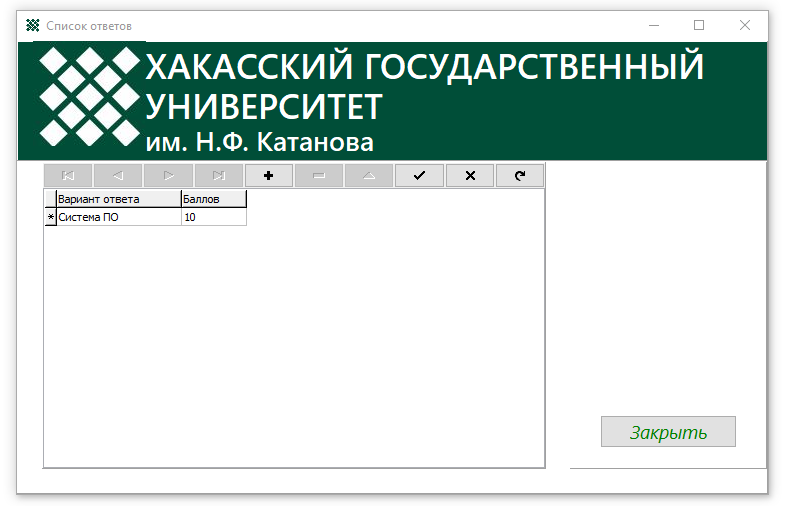 Список ответов
ХАКАССКИЙ ГОСУДАРСТВЕННЫЙ
УНИВЕРСИТЕТ
им. Н.Ф. Катанова
Вариант ответа Баллов
* Система ПО 10
Закрыть